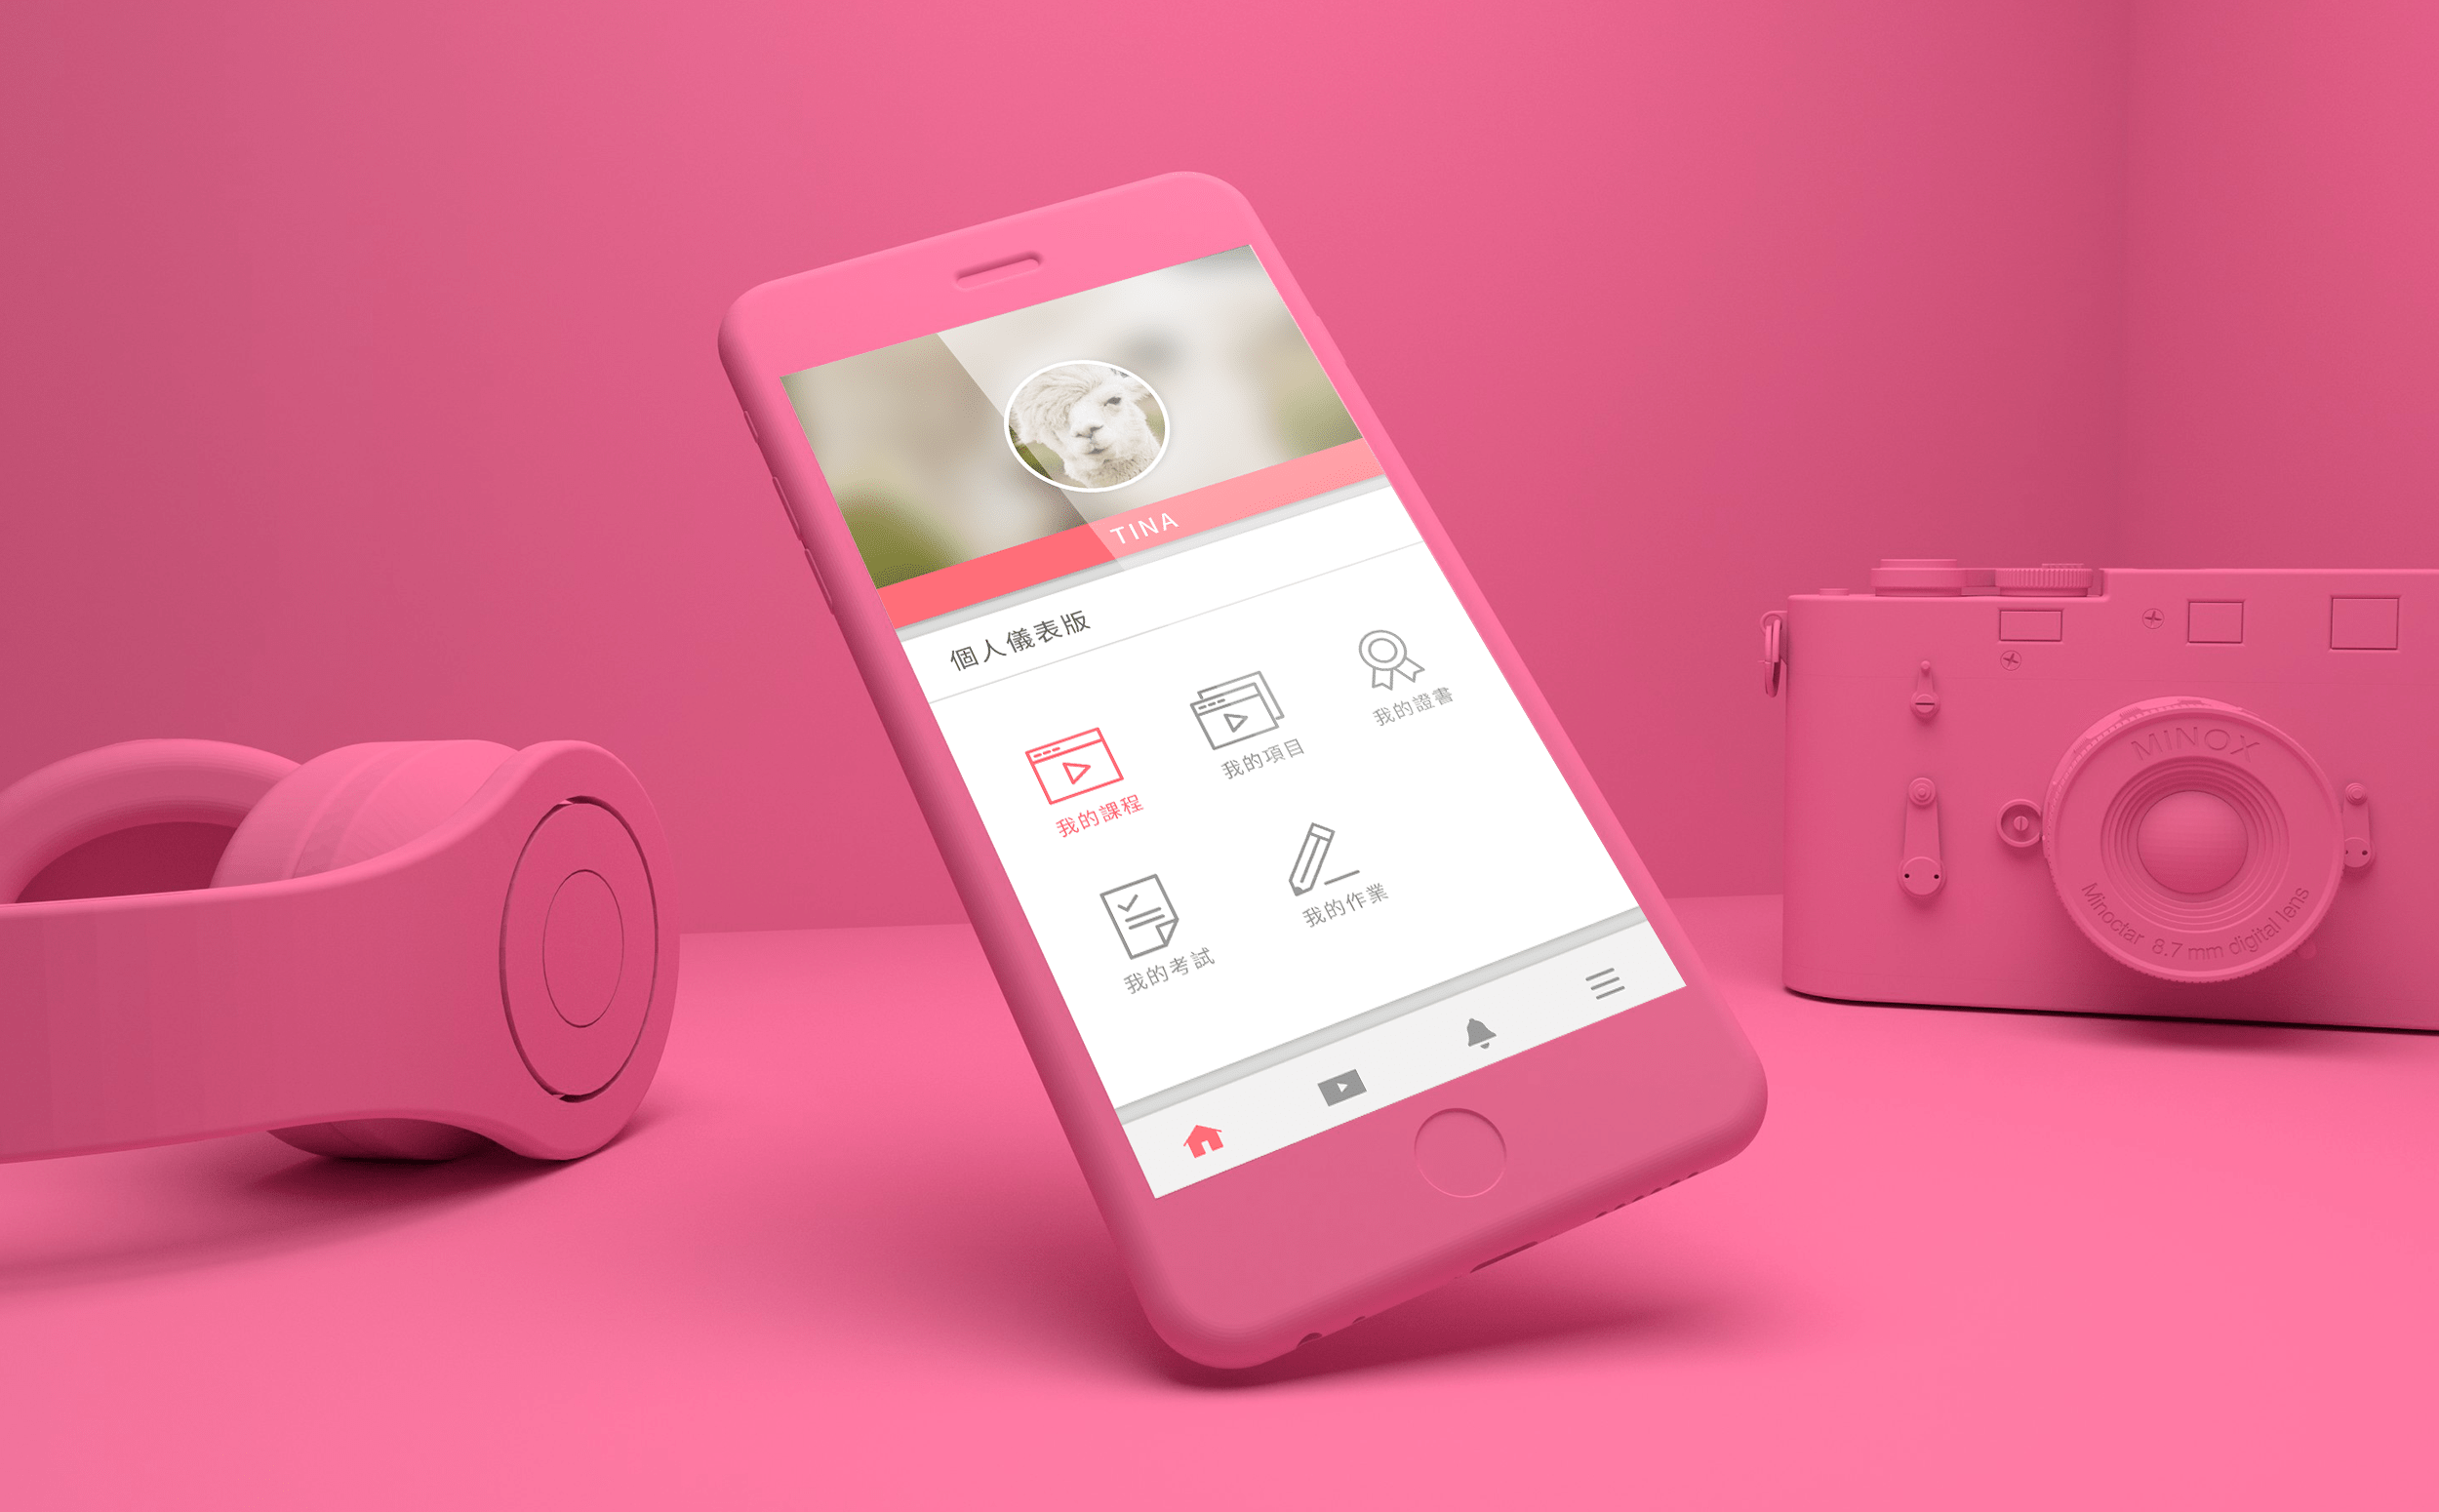 TINA
個人儀表版
我的課程
我的項目
我的證書
我的考試
我的作業
MINOX
Minoctar 8.7 mm digital lens